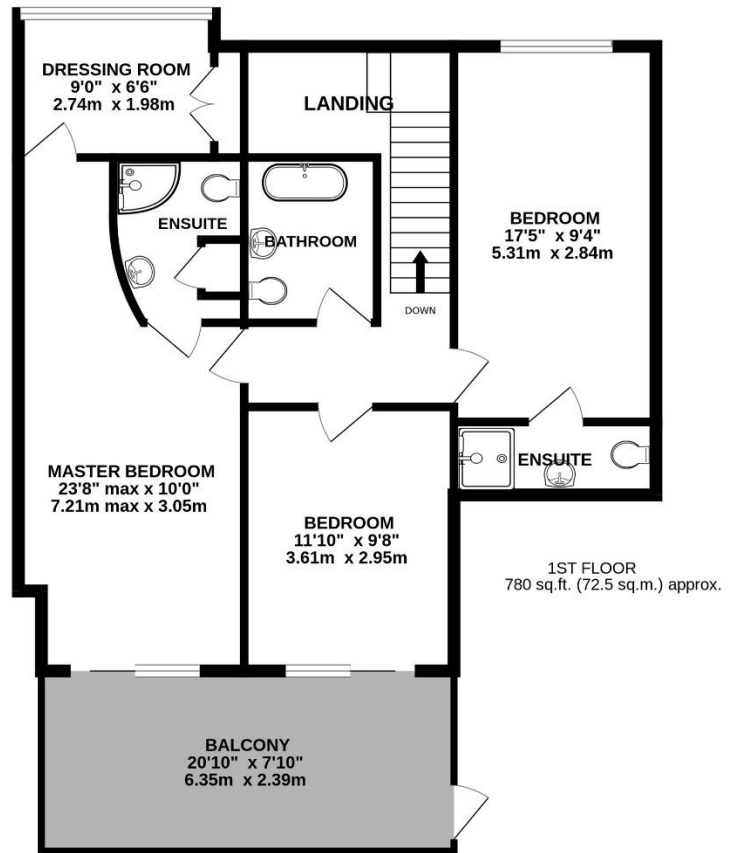 DRESSING ROOM
9'0" x 6'6"
2.74m x 1.98m
LANDING
ENSUITE
BATHROOM
BEDROOM
17'5" x 9'4"
5.31m x 2.84m
DOWN
MASTER BEDROOM
23'8" max x 10'0"
7.21m max x 3.05m
ENSUITE
BEDROOM
11'10" x 9'8"
3.61m x 2.95m
1ST FLOOR
780 sq.ft. (72.5 sq.m.) approx.
BALCONY
20'10" x 7'10"
6.35m x 2.39m